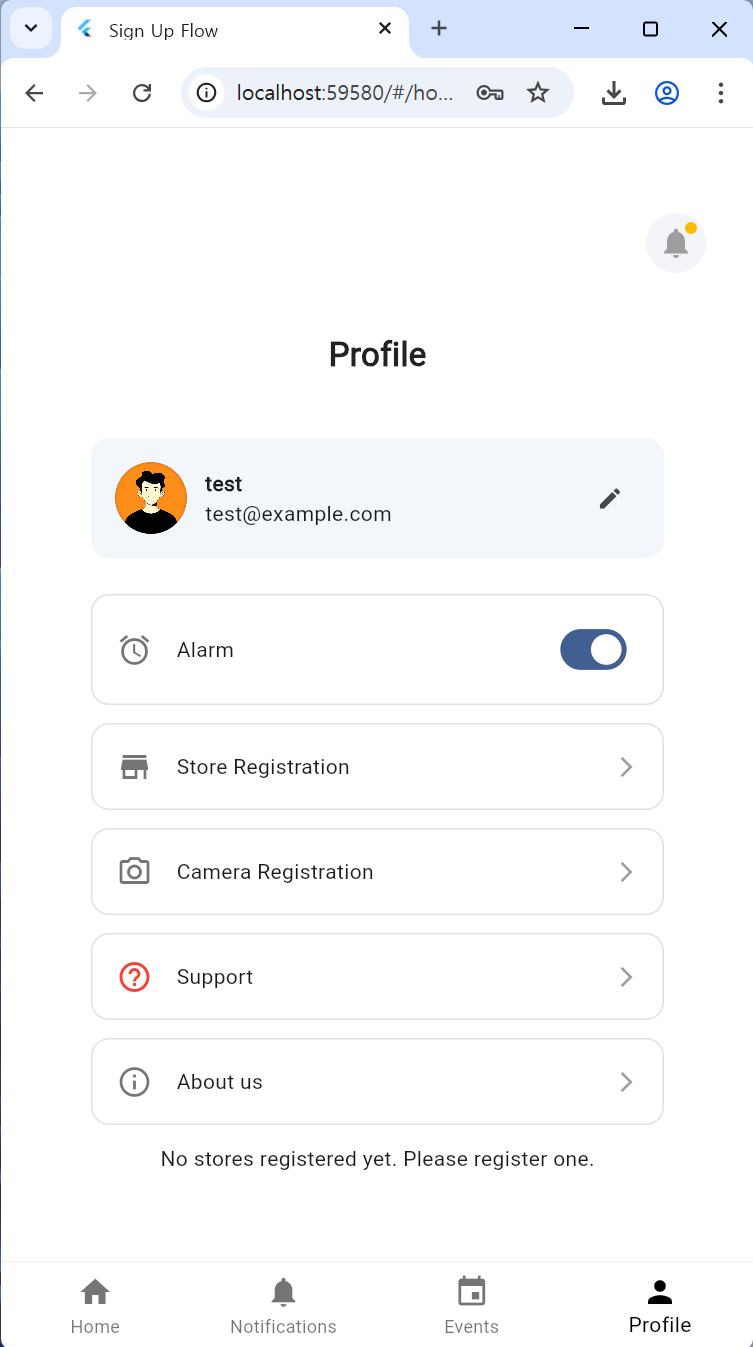 Sign Up Flow
localhost:59580/#/ho...
Profile
test
test@example.com
Alarm
Store Registration
Camera Registration
Support
About us
No stores registered yet. Please register one.
Home
Notifications
Events
Profile